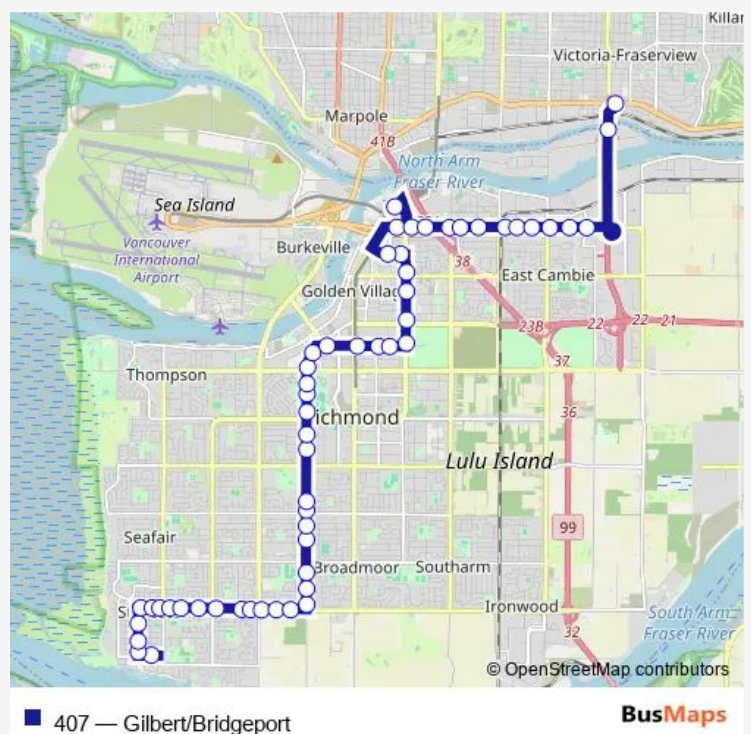 Killar
Victoria-Fraserview
Marpole
41B
North Arm
Fraser River
Sea Island
Vancouver
International
Airport
Burkeville
38
East Cambie
Golden Villag
23B
22
22
21
37
Thompson
36
ichmond
Lulu Island
99
Seafair
Broadmoor
Southarm
Ironwood
S
South Arm
Fraser River
32
© OpenStreetMap contributors
407 — Gilbert/Bridgeport
BusMaps